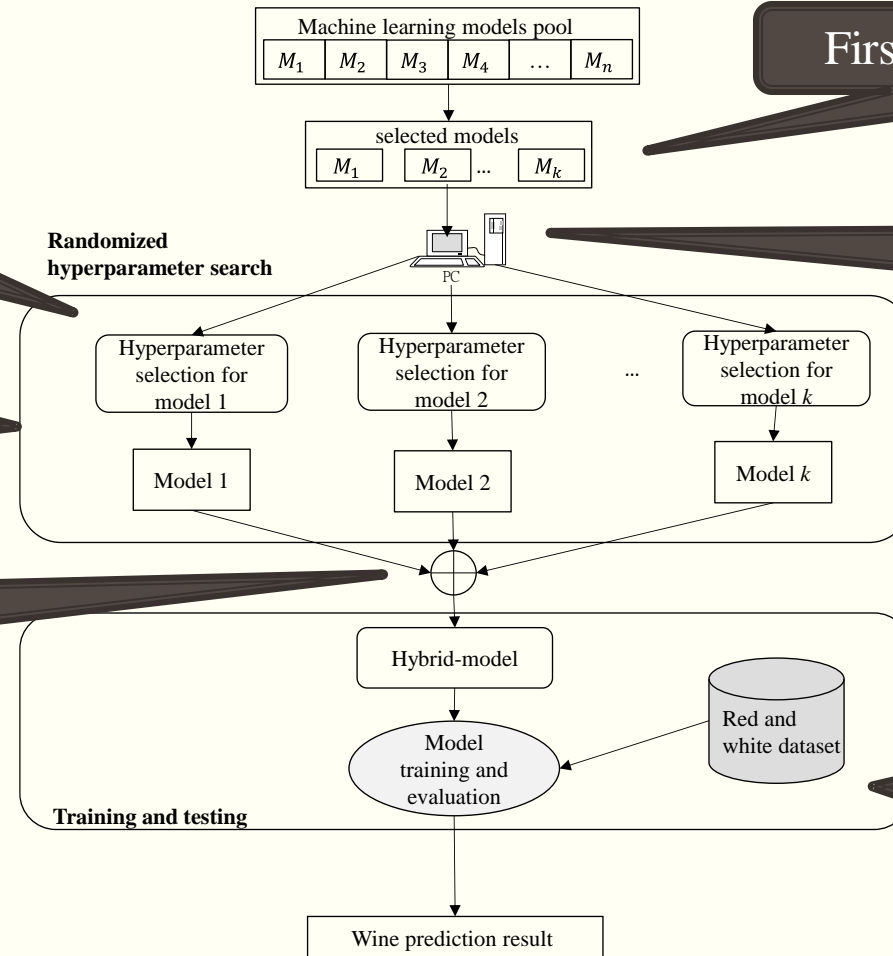 Machine learning models pool
M₁ M₂ M₃ M₄ … Mₙ
selected models
M₁ M₂ ... Mₖ
PC
Randomized
hyperparameter search
Hyperparameter
selection for
model 1
Hyperparameter
selection for
model 2
...
Hyperparameter
selection for
model k
Model 1
Model 2
Model k
Hybrid-model
Red and
white dataset
Model
training and
evaluation
Training and testing
Wine prediction result